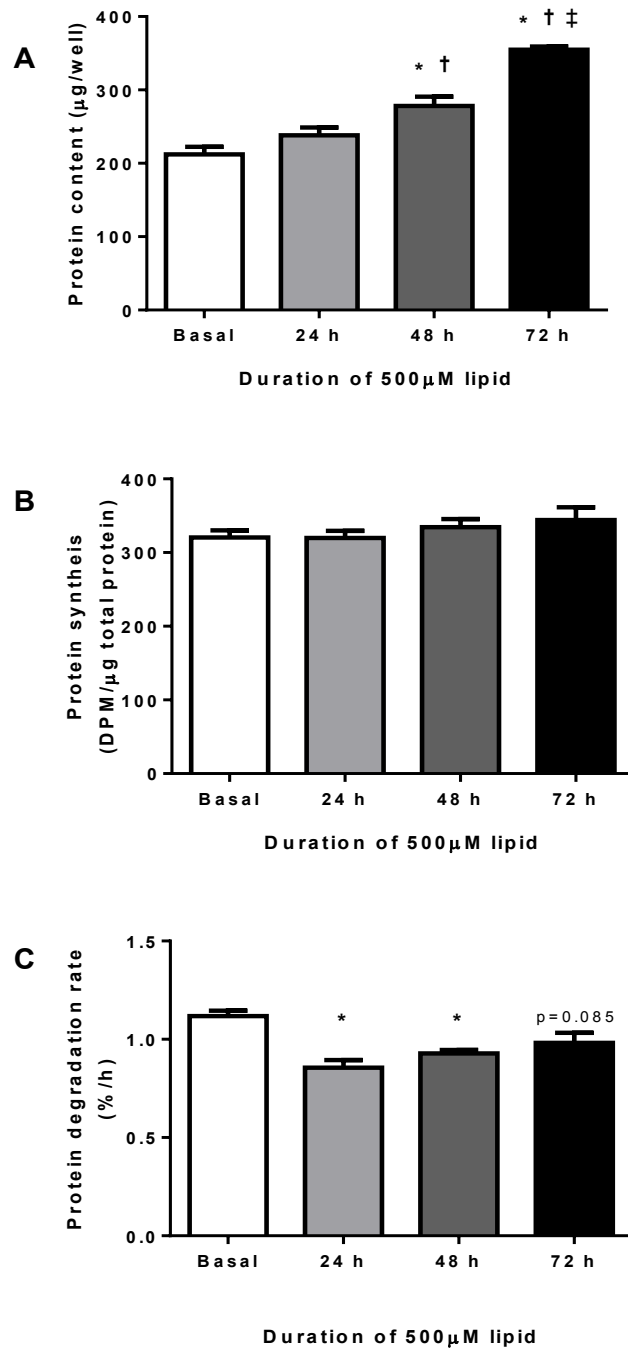 A
* † ‡
* †
Protein content (µg/well)
400
300
200
100
0
Basal 24 h 48 h 72 h
Duration of 500µM lipid
B
Protein syntheis
(DPM/µg total protein)
400
300
200
100
0
Basal 24 h 48 h 72 h
Duration of 500µM lipid
C
Protein degradation rate
(%/h)
1.5
1.0
0.5
0.0
* * p=0.085
Basal 24 h 48 h 72 h
Duration of 500µM lipid